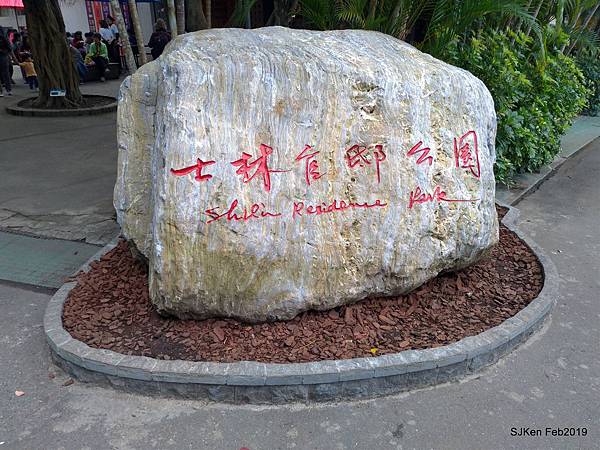 士林官邸公園
Shilin Residence Park
SJKen Feb2019